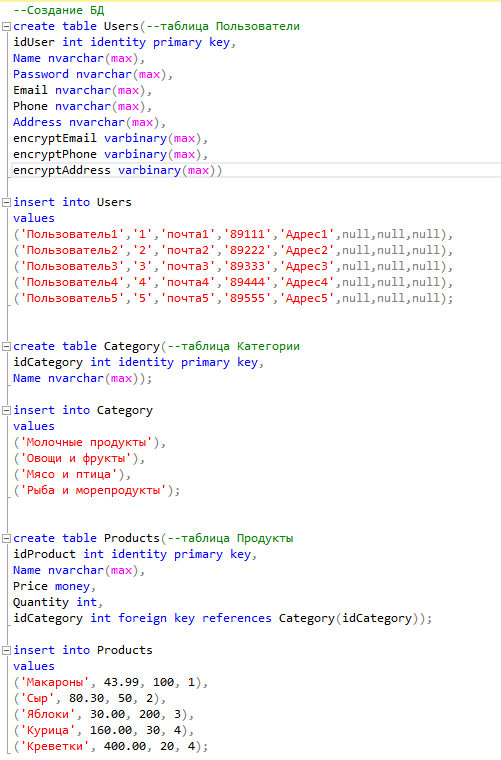 --Создание БД
create table Users(--таблица Пользователи
idUser int identity primary key,
Name nvarchar(max),
Password nvarchar(max),
Email nvarchar(max),
Phone nvarchar(max),
Address nvarchar(max),
encryptEmail varbinary(max),
encryptPhone varbinary(max),
encryptAddress varbinary(max))
insert into Users
values
('Пользователь1','1','почта1','89111','Адрес1',null,null,null),
('Пользователь2','2','почта2','89222','Адрес2',null,null,null),
('Пользователь3','3','почта3','89333','Адрес3',null,null,null),
('Пользователь4','4','почта4','89444','Адрес4',null,null,null),
('Пользователь5','5','почта5','89555','Адрес5',null,null,null);
create table Category(--таблица Категории
idCategory int identity primary key,
Name nvarchar(max));
insert into Category
values
('Молочные продукты'),
('Овощи и фрукты'),
('Мясо и птица'),
('Рыба и морепродукты');
create table Products(--таблица Продукты
idProduct int identity primary key,
Name nvarchar(max),
Price money,
Quantity int,
idCategory int foreign key references Category(idCategory));
insert into Products
values
('Макароны', 43.99, 100, 1),
('Сыр', 80.30, 50, 2),
('Яблоки', 30.00, 200, 3),
('Курица', 160.00, 30, 4),
('Креветки', 400.00, 20, 4);